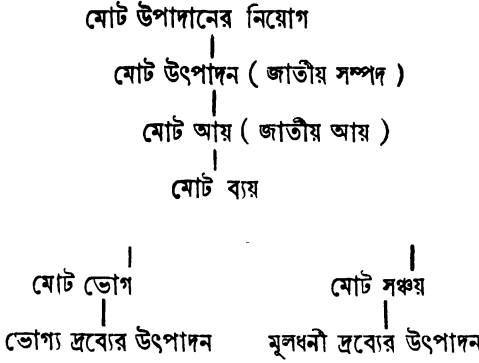 মোট উপাদানের নিয়োগ
মোট উৎপাদন ( জাতীয় সম্পদ )
মোট আয় ( জাতীয় আয় )
মোট ব্যয়
মোট ভোগ মোট সঞ্চয়
ভোগ্য দ্রব্যের উৎপাদন মূলধনী দ্রব্যের উৎপাদন